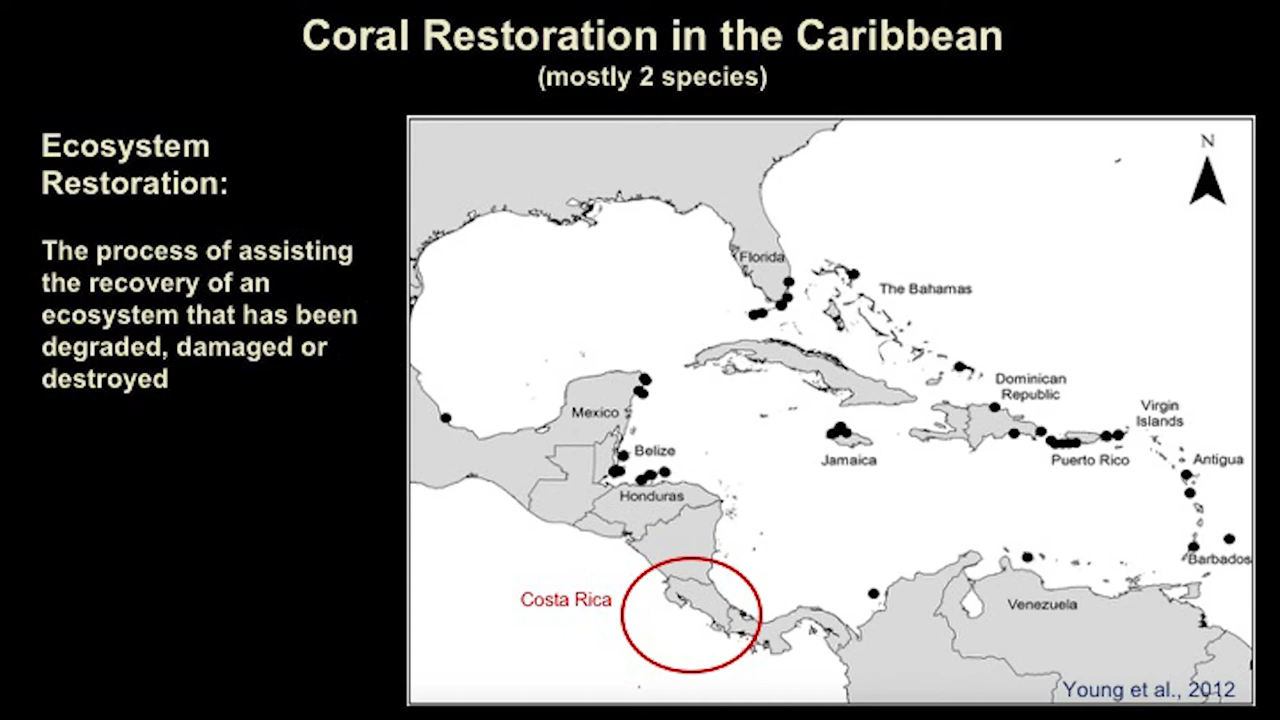 Coral Restoration in the Caribbean
(mostly 2 species)
Ecosystem
Restoration:
The process of assisting
the recovery of an
ecosystem that has been
degraded, damaged or
destroyed
N
Florida
The Bahamas
Dominican
Republic
Virgin
Islands
Mexico
Belize
Jamaica
Puerto Rico
Antigua
Honduras
Barbados
Costa Rica
Venezuela
Young et al., 2012